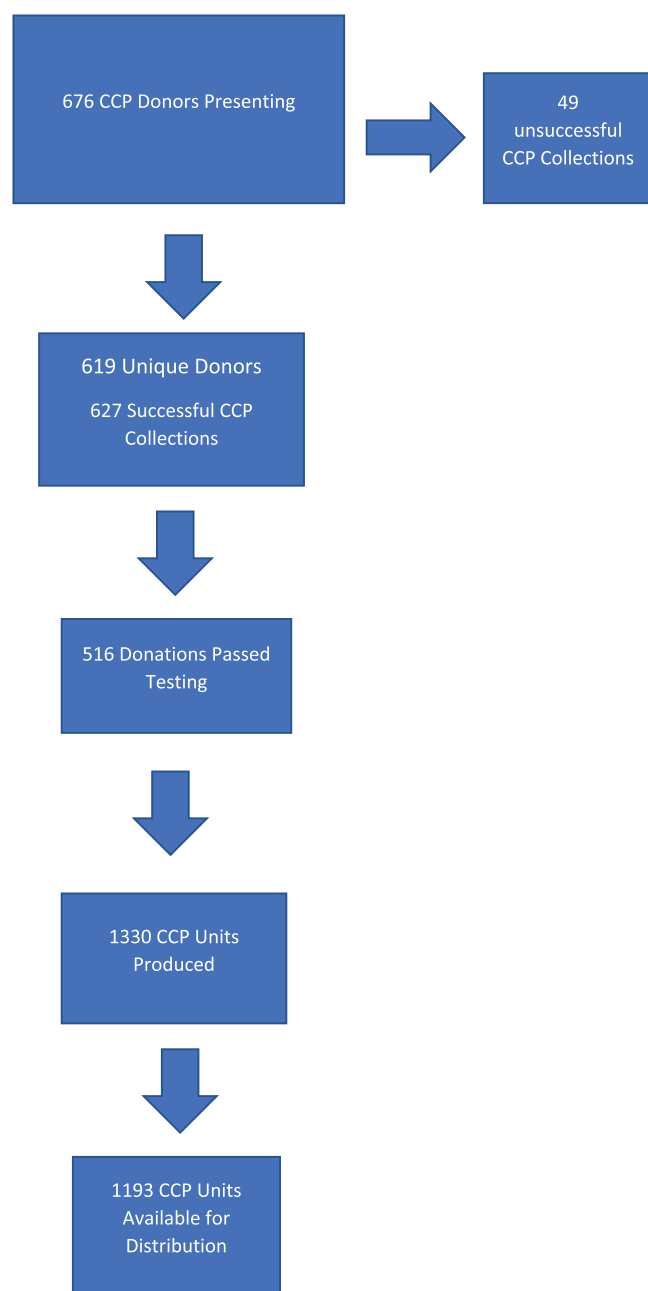 676 CCP Donors Presenting
49
unsuccessful
CCP Collections
619 Unique Donors
627 Successful CCP
Collections
516 Donations Passed
Testing
1330 CCP Units
Produced
1193 CCP Units
Available for
Distribution